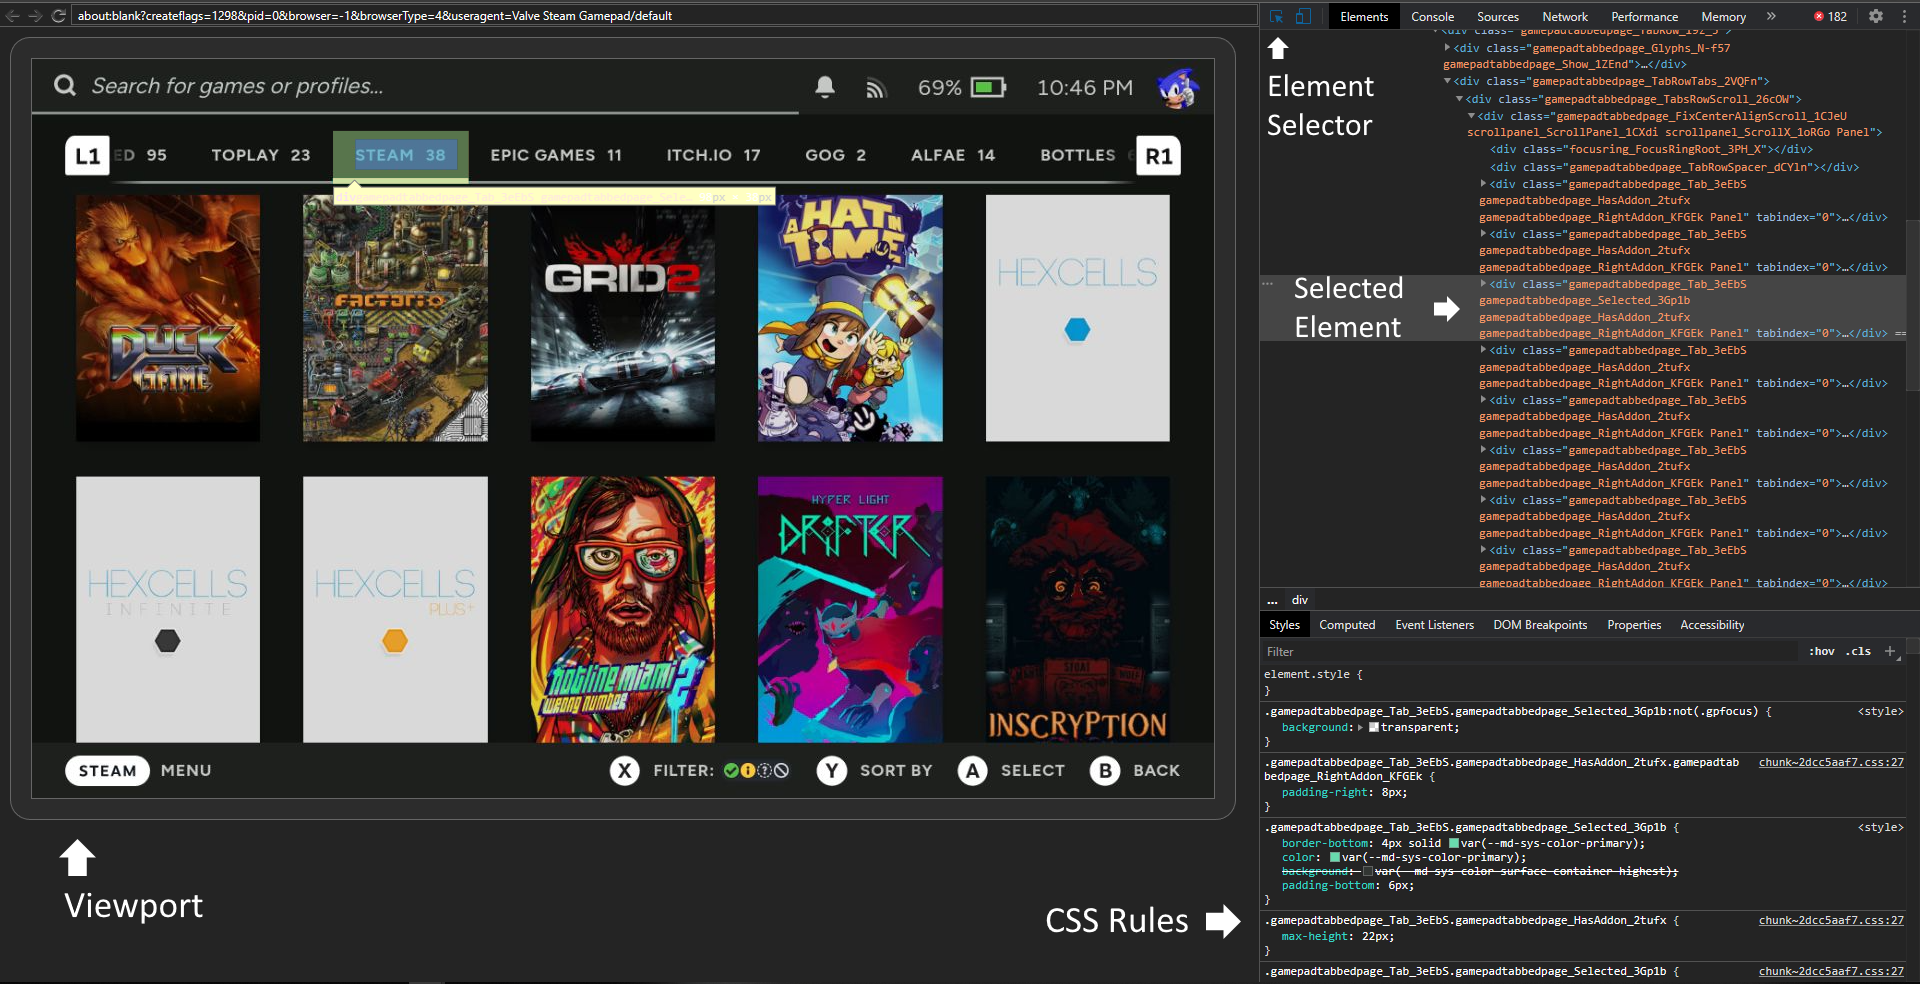 about:blank?createflags=1298&pid=0&browser=-1&browserType=4&useragent=Valve Steam Gamepad/default
Elements Console Sources Network Performance Memory » 182
Search for games or profiles...
69% 10:46 PM
L1 ED 95 TOPLAY 23 STEAM 38 EPIC GAMES 11 ITCH.IO 17 GOG 2 ALFAE 14 BOTTLES R1
px px
DUCK
GAME
FACTORIO
GRID 2
A HAT IN TIME
HEXCELLS
HEXCELLS
INFINITE
HEXCELLS
PLUS+
hotline miami 2
wrong number
HYPER LIGHT
DRIFTER
INSCRYPTION
STEAM MENU X FILTER: Y SORT BY A SELECT B BACK
Viewport
CSS Rules
Element
Selector
Selected
Element
<div class="gamepadtabbedpage_TabRow_19Z_5">
<div class="gamepadtabbedpage_Glyphs_N-f57
gamepadtabbedpage_Show_1ZEnd">…</div>
<div class="gamepadtabbedpage_TabRowTabs_2VQFn">
<div class="gamepadtabbedpage_TabsRowScroll_26cOW">
<div class="gamepadtabbedpage_FixCenterAlignScroll_1CJeU
scrollpanel_ScrollPanel_1CXdi scrollpanel_ScrollX_1oRGo Panel">
<div class="focusring_FocusRingRoot_3PH_X"></div>
<div class="gamepadtabbedpage_TabRowSpacer_dCYln"></div>
<div class="gamepadtabbedpage_Tab_3eEbS
gamepadtabbedpage_HasAddon_2tufx
gamepadtabbedpage_RightAddon_KFGEk Panel" tabindex="0">…</div>
<div class="gamepadtabbedpage_Tab_3eEbS
gamepadtabbedpage_HasAddon_2tufx
gamepadtabbedpage_RightAddon_KFGEk Panel" tabindex="0">…</div>
… <div class="gamepadtabbedpage_Tab_3eEbS
gamepadtabbedpage_Selected_3Gp1b
gamepadtabbedpage_HasAddon_2tufx
gamepadtabbedpage_RightAddon_KFGEk Panel" tabindex="0">…</div> ==
<div class="gamepadtabbedpage_Tab_3eEbS
gamepadtabbedpage_HasAddon_2tufx
gamepadtabbedpage_RightAddon_KFGEk Panel" tabindex="0">…</div>
<div class="gamepadtabbedpage_Tab_3eEbS
gamepadtabbedpage_HasAddon_2tufx
gamepadtabbedpage_RightAddon_KFGEk Panel" tabindex="0">…</div>
<div class="gamepadtabbedpage_Tab_3eEbS
gamepadtabbedpage_HasAddon_2tufx
gamepadtabbedpage_RightAddon_KFGEk Panel" tabindex="0">…</div>
<div class="gamepadtabbedpage_Tab_3eEbS
gamepadtabbedpage_HasAddon_2tufx
gamepadtabbedpage_RightAddon_KFGEk Panel" tabindex="0">…</div>
<div class="gamepadtabbedpage_Tab_3eEbS
gamepadtabbedpage_HasAddon_2tufx
gamepadtabbedpage_RightAddon_KFGEk Panel" tabindex="0">…</div>
... div
Styles Computed Event Listeners DOM Breakpoints Properties Accessibility
Filter :hov .cls +
element.style {
}
.gamepadtabbedpage_Tab_3eEbS.gamepadtabbedpage_Selected_3Gp1b:not(.gpfocus) { <style>
background: transparent;
}
.gamepadtabbedpage_Tab_3eEbS.gamepadtabbedpage_HasAddon_2tufx.gamepadtab chunk~2dcc5aaf7.css:27
bedpage_RightAddon_KFGEk {
padding-right: 8px;
}
.gamepadtabbedpage_Tab_3eEbS.gamepadtabbedpage_Selected_3Gp1b { <style>
border-bottom: 4px solid var(--md-sys-color-primary);
color: var(--md-sys-color-primary);
background: var(--md-sys-color-surface-container-highest);
padding-bottom: 6px;
}
.gamepadtabbedpage_Tab_3eEbS.gamepadtabbedpage_HasAddon_2tufx { chunk~2dcc5aaf7.css:27
max-height: 22px;
}
.gamepadtabbedpage_Tab_3eEbS.gamepadtabbedpage_Selected_3Gp1b { chunk~2dcc5aaf7.css:27